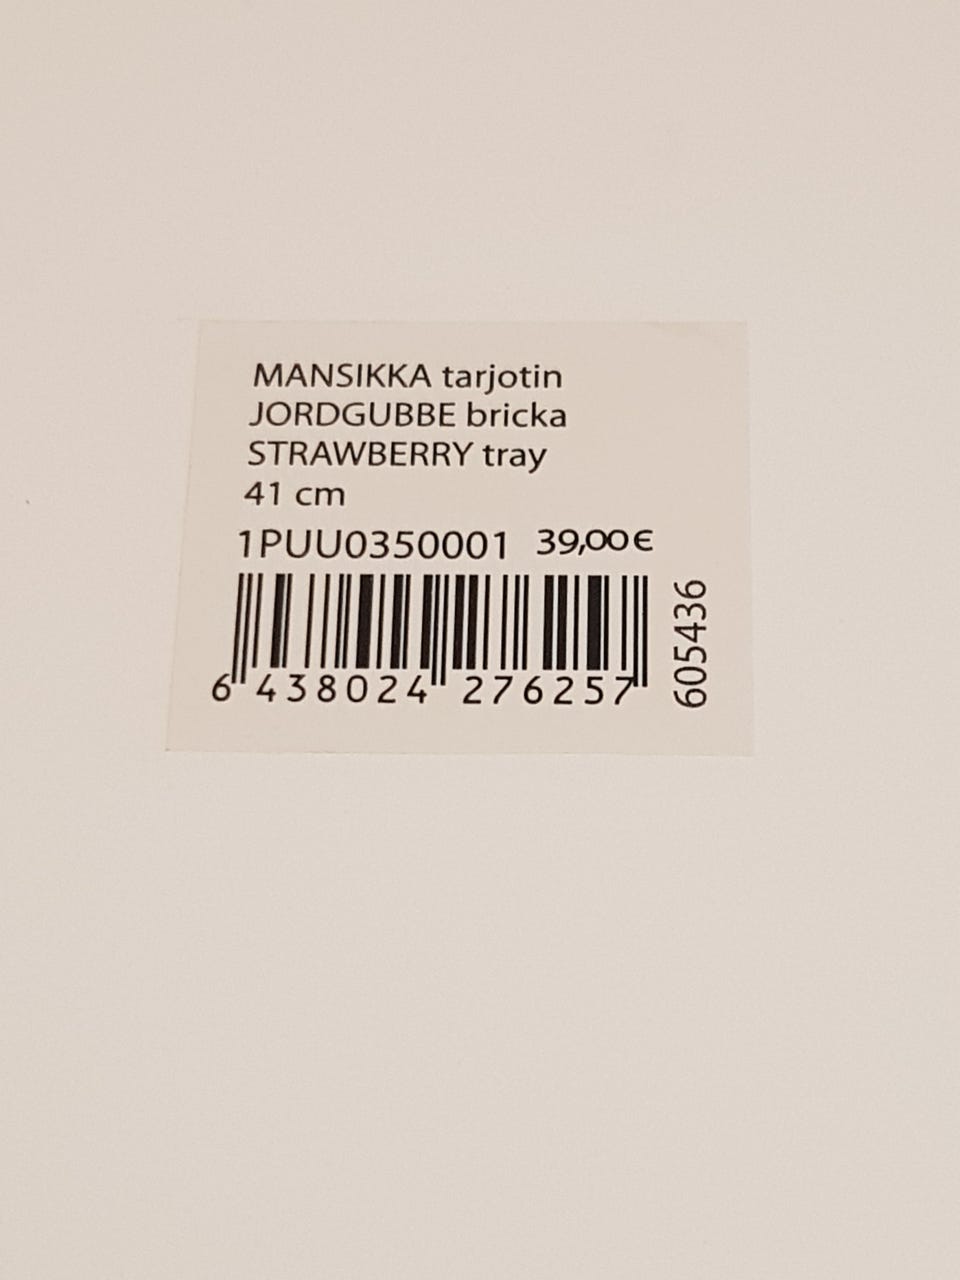 MANSIKKA tarjotin
JORDGUBBE bricka
STRAWBERRY tray
41 cm
1PUU0350001 39,00€
6 438024 276257
605436